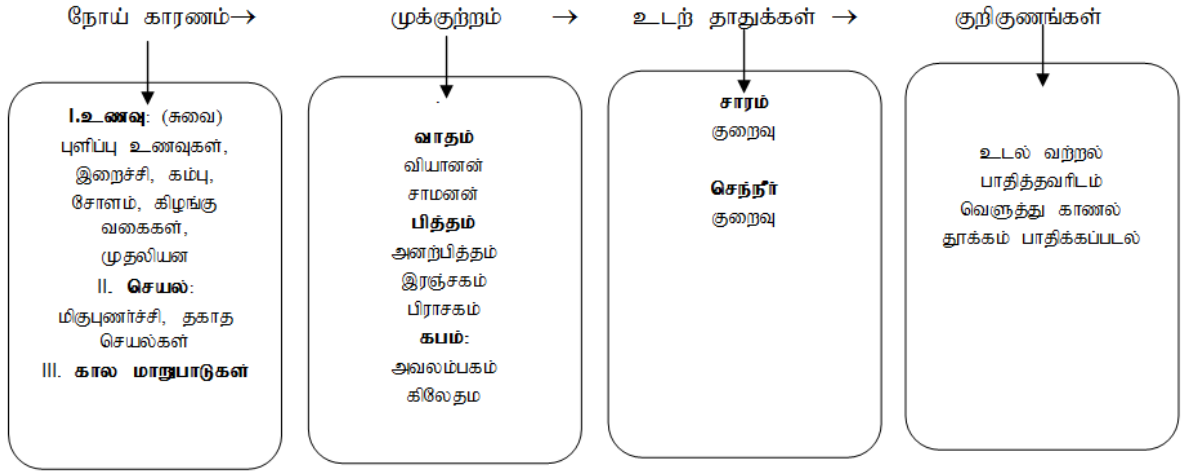 நோய் காரணம்→ முக்குற்றம் → உடற் தாதுக்கள் → குறிகுணங்கள்
I.உணவு: (சுவை)
புளிப்பு உணவுகள்,
இறைச்சி, கம்பு,
சோளம், கிழங்கு
வகைகள்,
முதலியன
II. செயல்:
மிகுபுணர்ச்சி, தகாத
செயல்கள்
III. கால மாறுபாடுகள்
.
வாதம்
வியானன்
சாமனன்
பித்தம்
அனற்பித்தம்
இரஞ்சகம்
பிராசகம்
கபம்:
அவலம்பகம்
கிலேதம
சாரம்
குறைவு
செந்நீர்
குறைவு
உடல் வற்றல்
பாதித்தவரிடம்
வெளுத்து காணல்
தூக்கம் பாதிக்கப்படல்